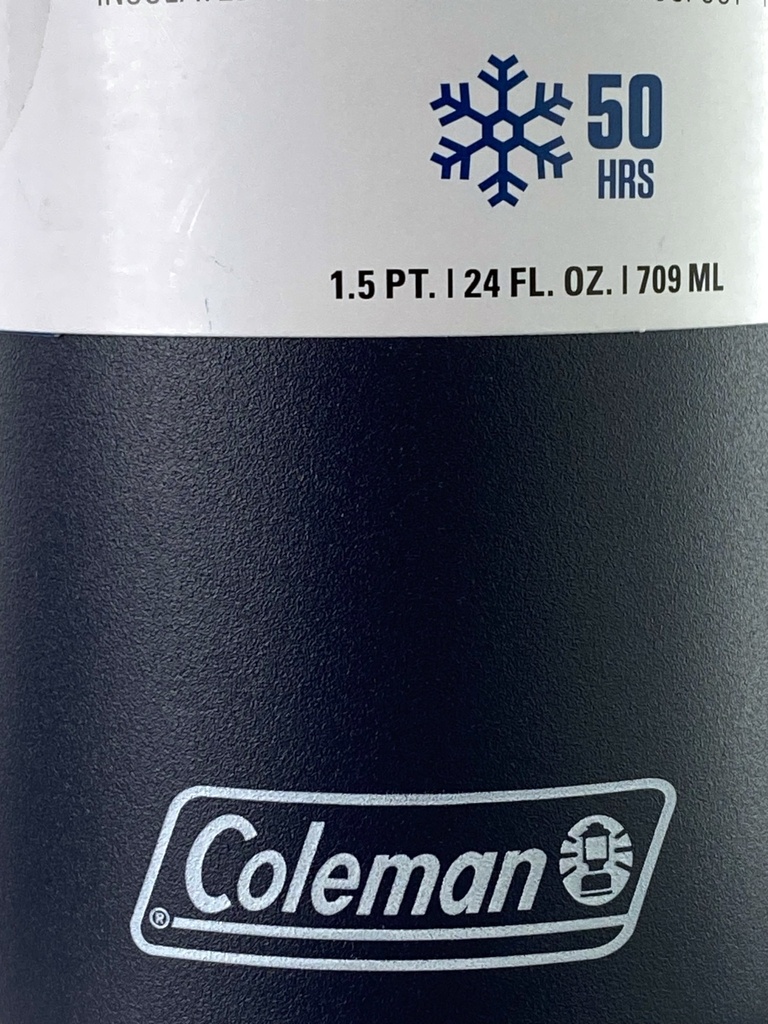 50
HRS
1.5 PT. | 24 FL. OZ. | 709 ML
Coleman
®